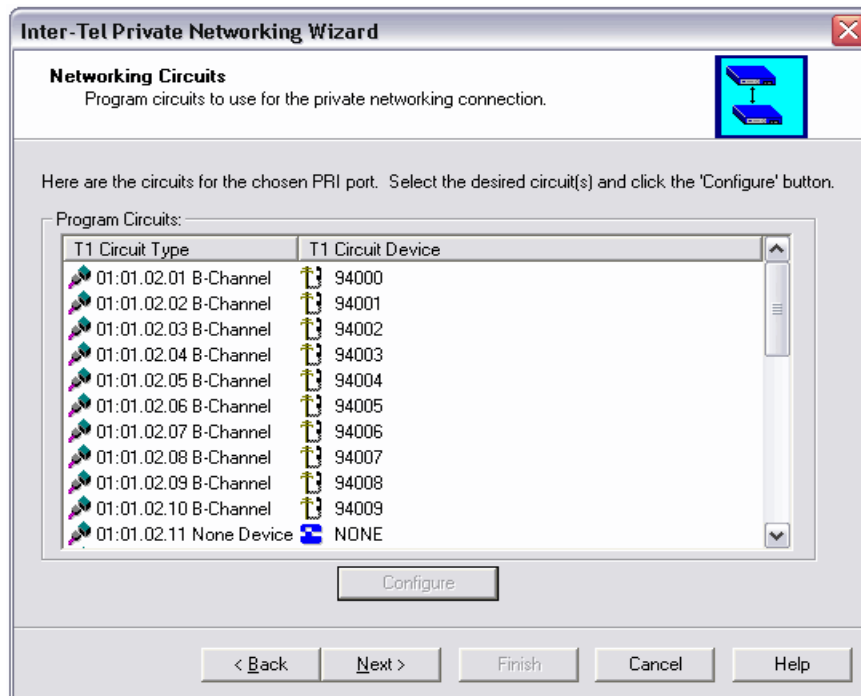 Inter-Tel Private Networking Wizard
Networking Circuits
Program circuits to use for the private networking connection.
Here are the circuits for the chosen PRI port. Select the desired circuit(s) and click the 'Configure' button.
Program Circuits:
T1 Circuit Type T1 Circuit Device
01:01.02.01 B-Channel 94000
01:01.02.02 B-Channel 94001
01:01.02.03 B-Channel 94002
01:01.02.04 B-Channel 94003
01:01.02.05 B-Channel 94004
01:01.02.06 B-Channel 94005
01:01.02.07 B-Channel 94006
01:01.02.08 B-Channel 94007
01:01.02.09 B-Channel 94008
01:01.02.10 B-Channel 94009
01:01.02.11 None Device NONE
Configure
< Back Next > Finish Cancel Help